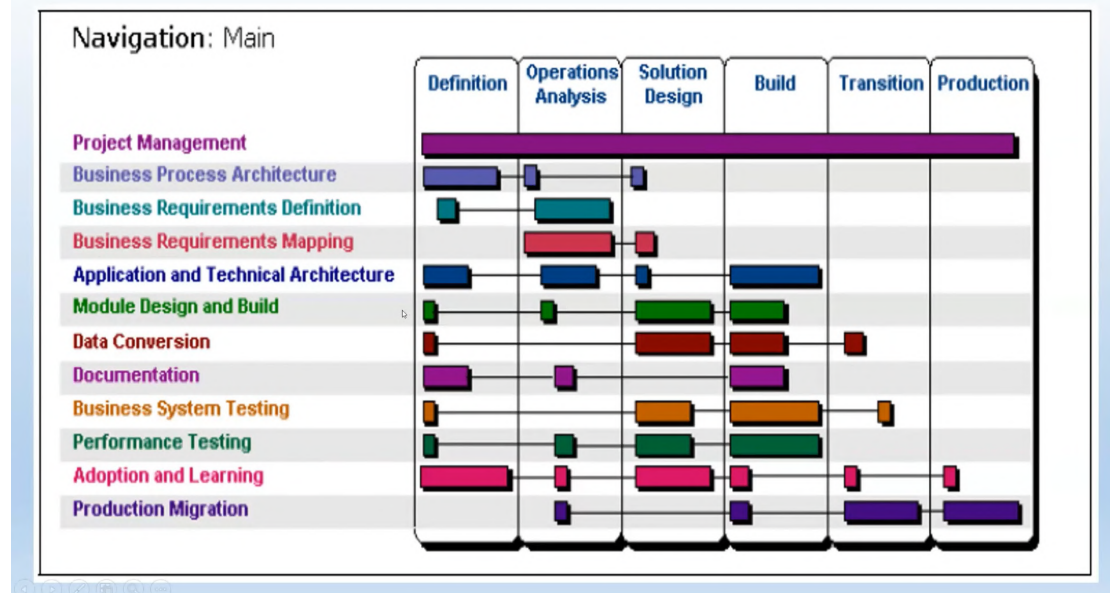 Navigation: Main
Definition
Operations
Analysis
Solution
Design
Build
Transition
Production
Project Management
Business Process Architecture
Business Requirements Definition
Business Requirements Mapping
Application and Technical Architecture
Module Design and Build
Data Conversion
Documentation
Business System Testing
Performance Testing
Adoption and Learning
Production Migration